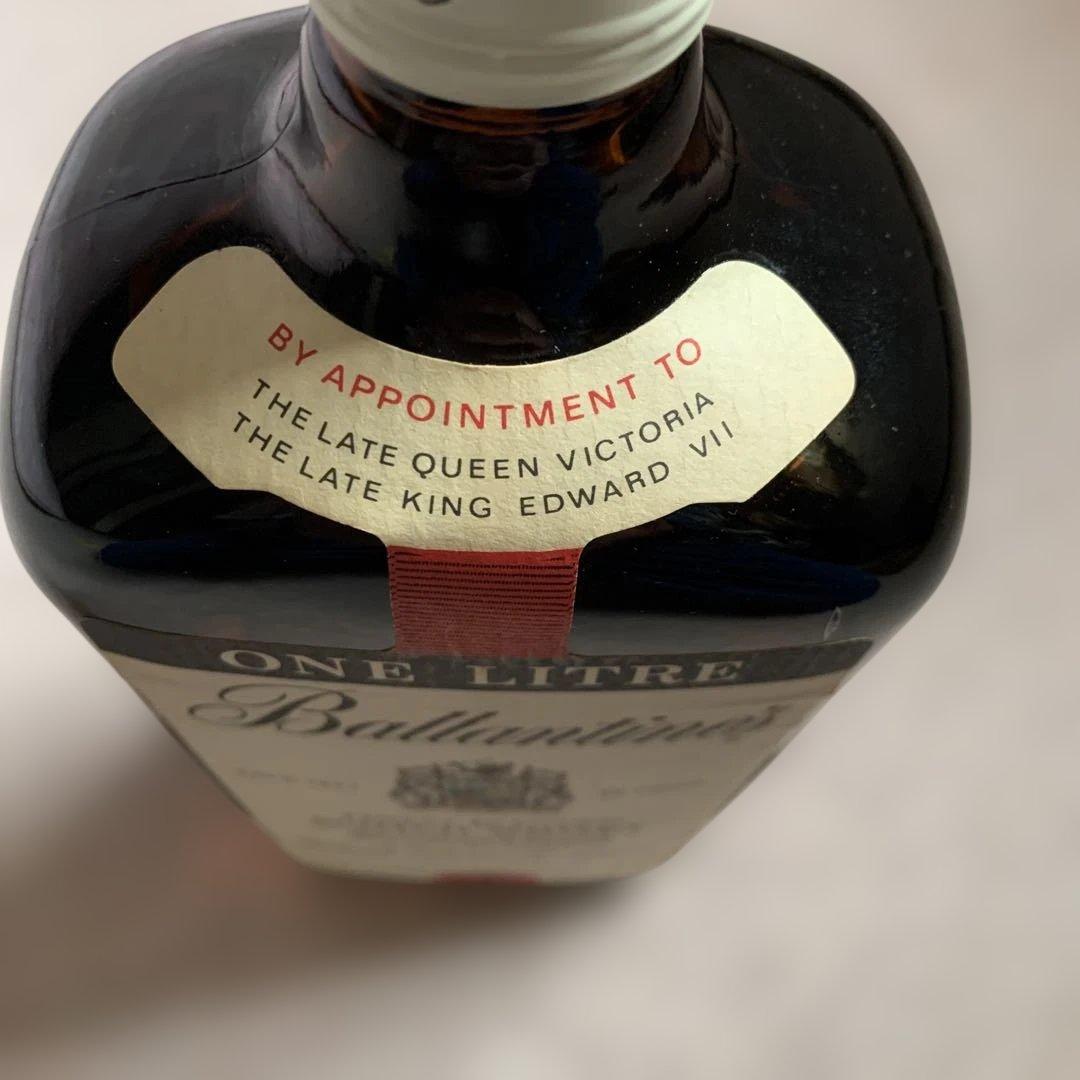 BY APPOINTMENT TO
THE LATE QUEEN VICTORIA
THE LATE KING EDWARD VII
ONE LITRE
Ballantine's